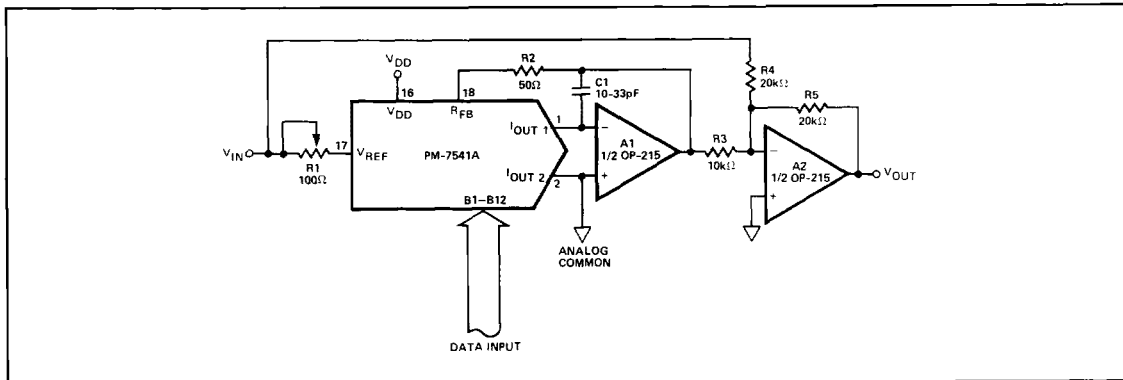 VDD
16
VDD
18
RFB
R2
50Ω
C1
10-33pF
R4
20kΩ
R5
20kΩ
VIN
R1
100Ω
17
VREF
PM-7541A
IOUT 1
1
IOUT 2
2
B1–B12
−
+
A1
1/2 OP-215
R3
10kΩ
−
+
A2
1/2 OP-215
VOUT
ANALOG
COMMON
DATA INPUT